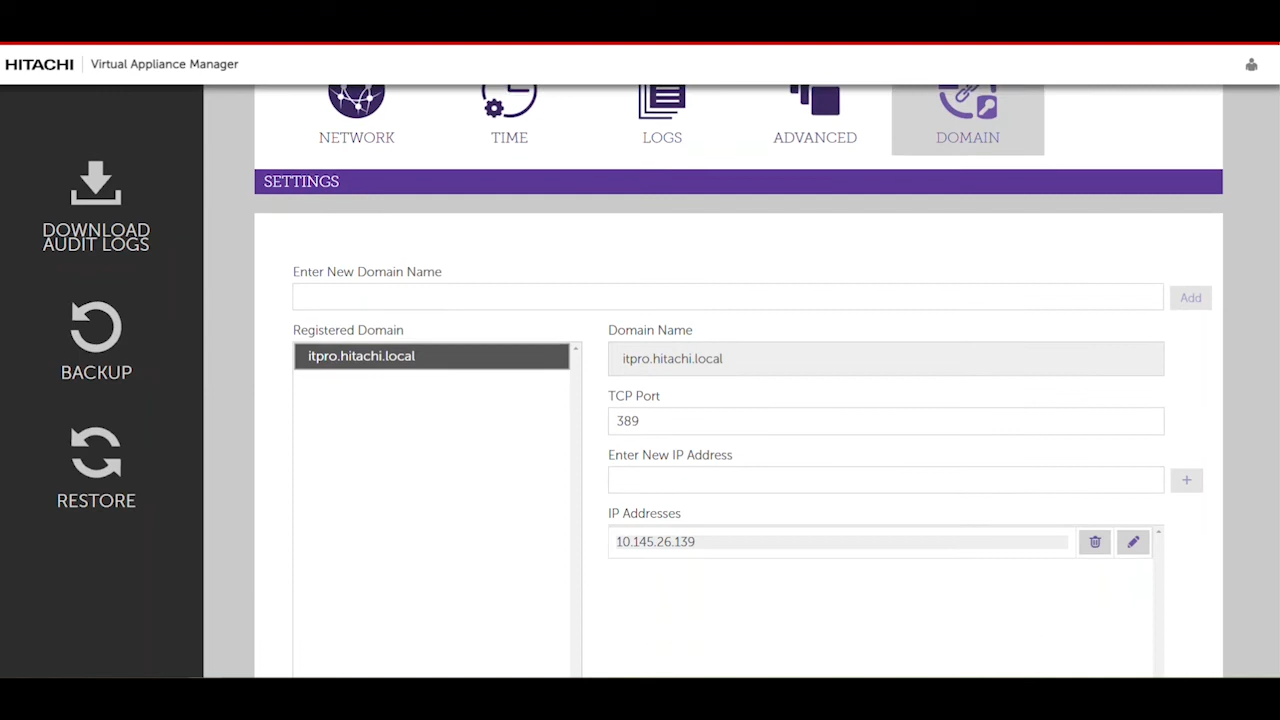 HITACHI Virtual Appliance Manager
NETWORK
TIME
LOGS
ADVANCED
DOMAIN
SETTINGS
DOWNLOAD
AUDIT LOGS
BACKUP
RESTORE
Enter New Domain Name
Add
Registered Domain
itpro.hitachi.local
Domain Name
itpro.hitachi.local
TCP Port
389
Enter New IP Address
+
IP Addresses
10.145.26.139